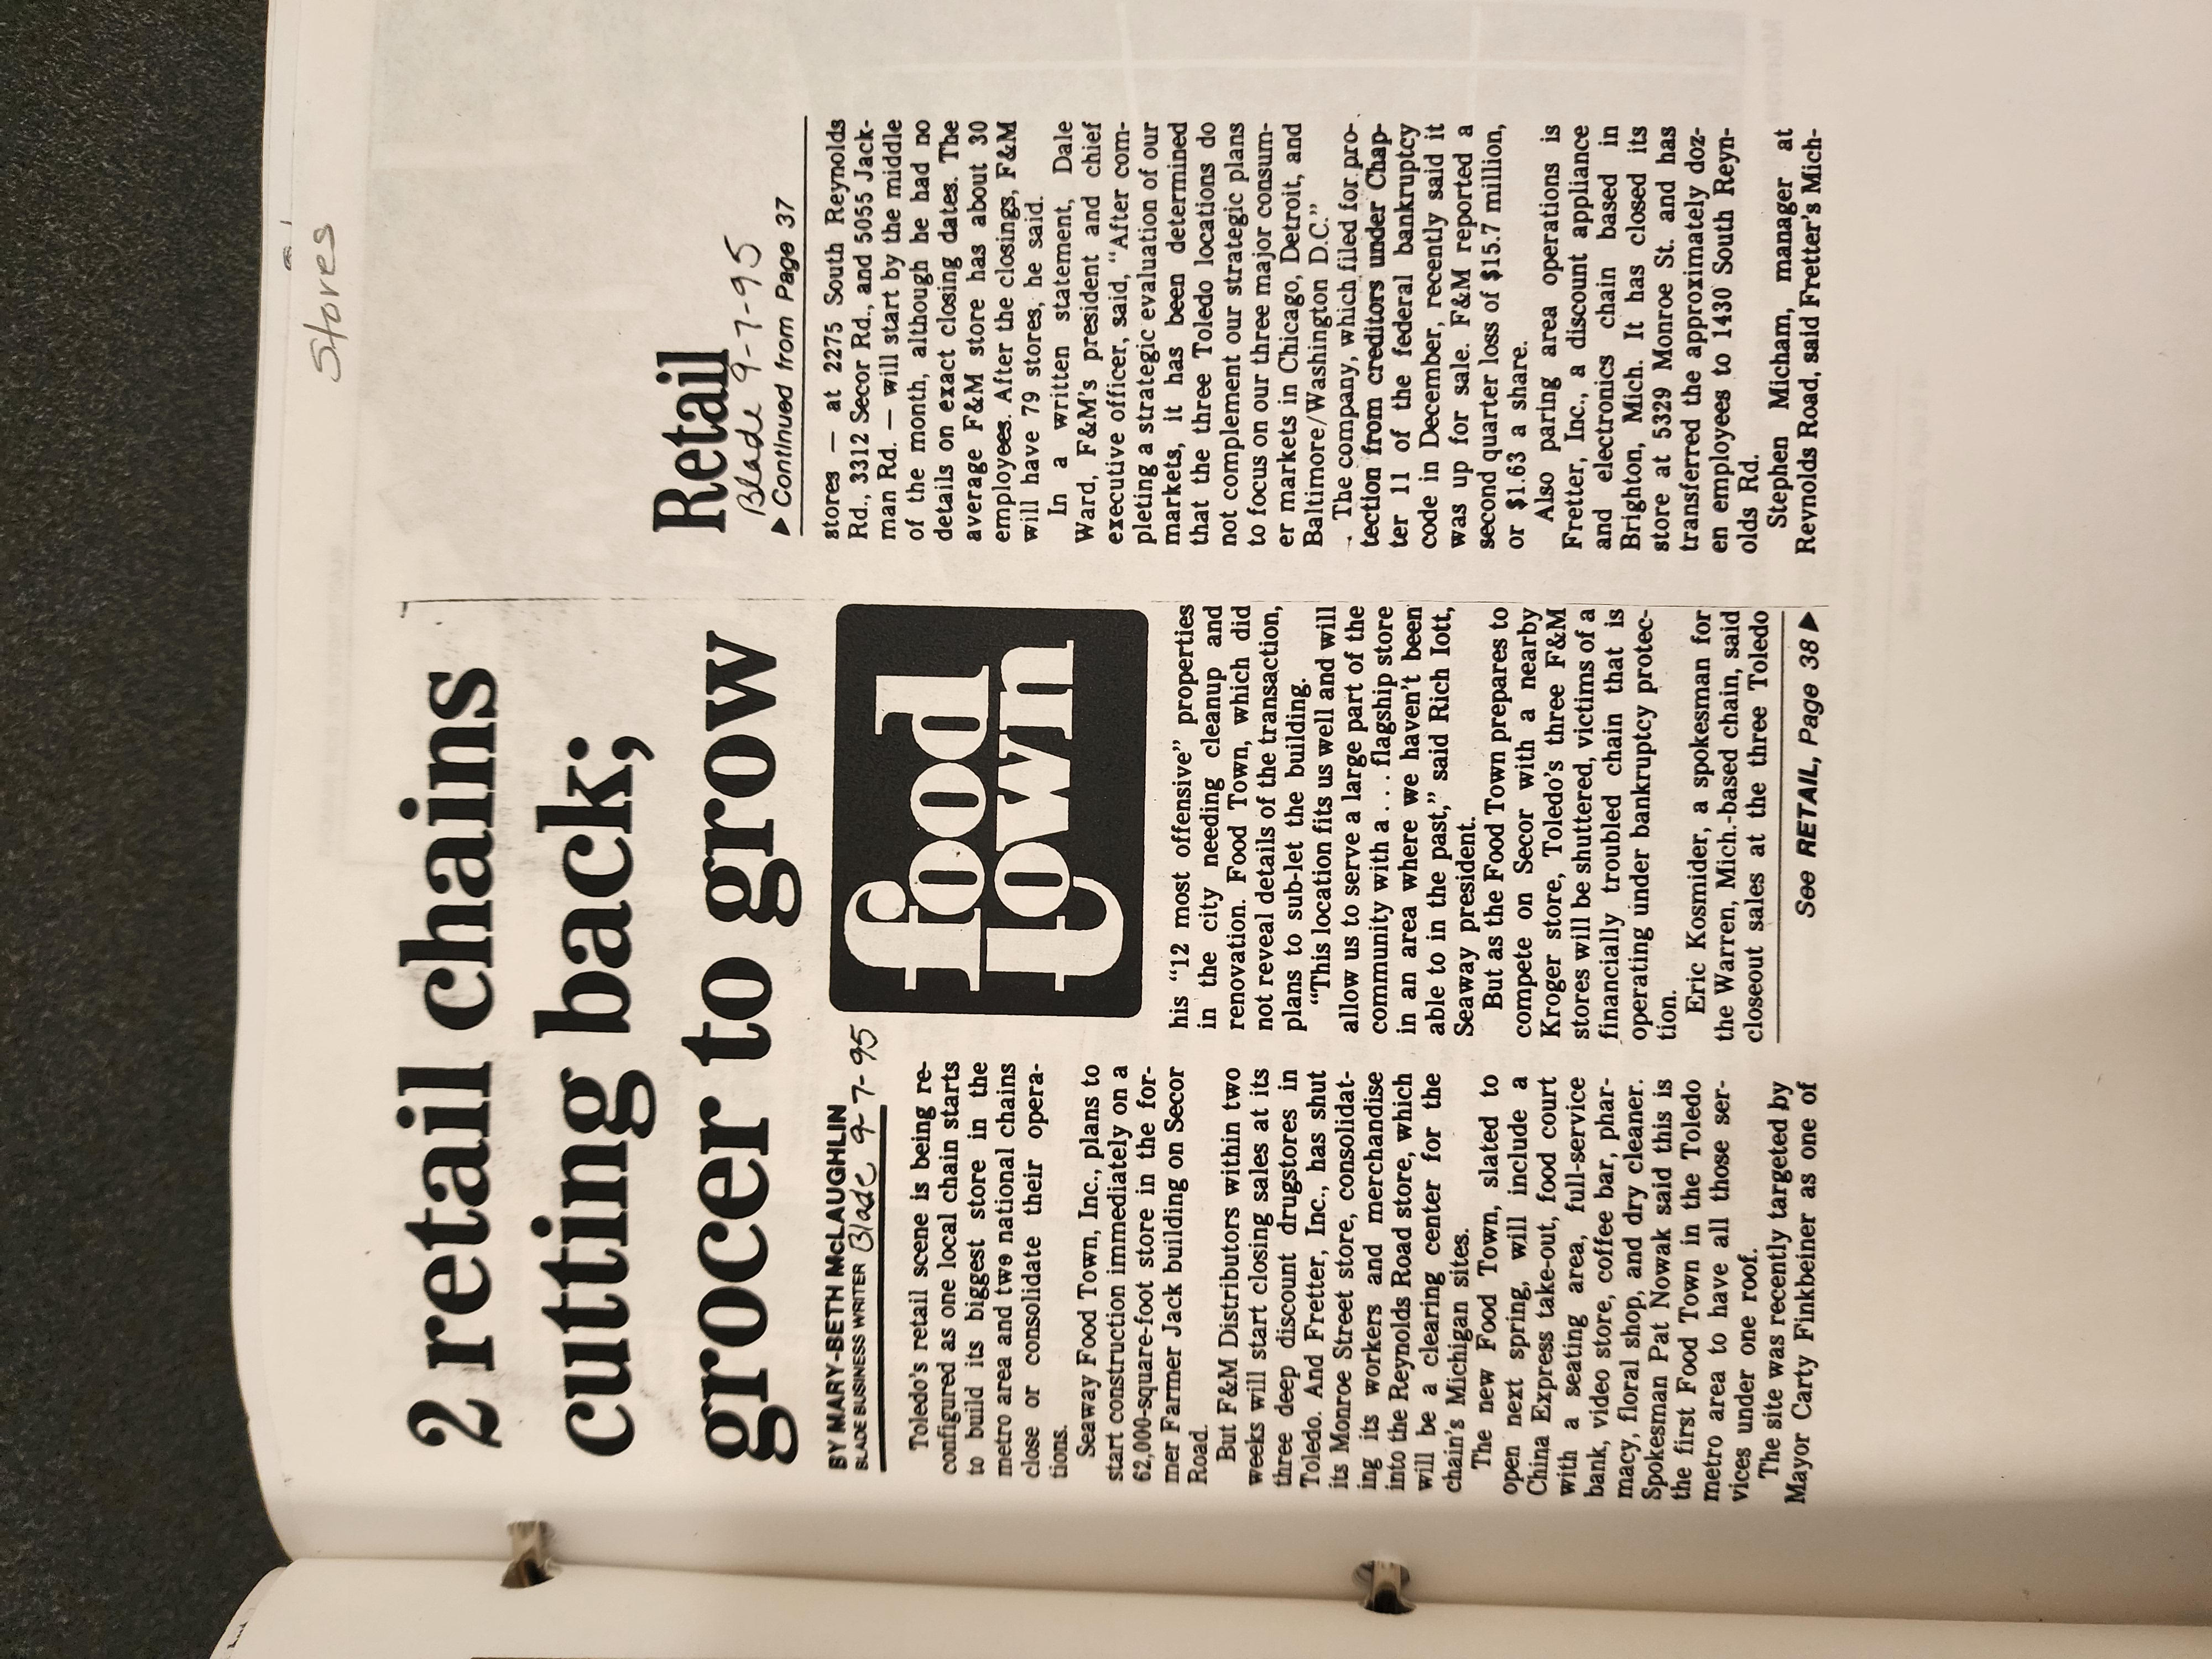 Stores
2 retail chains
cutting back;
grocer to grow
BY MARY-BETH McLAUGHLIN
BLADE BUSINESS WRITER Blade 9-7-95
Toledo's retail scene is being re-
configured as one local chain starts
to build its biggest store in the
metro area and two national chains
close or consolidate their opera-
tions.
Seaway Food Town, Inc., plans to
start construction immediately on a
62,000-square-foot store in the for-
mer Farmer Jack building on Secor
Road.
But F&M Distributors within two
weeks will start closing sales at its
three deep discount drugstores in
Toledo. And Fretter, Inc., has shut
its Monroe Street store, consolidat-
ing its workers and merchandise
into the Reynolds Road store, which
will be a clearing center for the
chain's Michigan sites.
The new Food Town, slated to
open next spring, will include a
China Express take-out, food court
with a seating area, full-service
bank, video store, coffee bar, phar-
macy, floral shop, and dry cleaner.
Spokesman Pat Nowak said this is
the first Food Town in the Toledo
metro area to have all those ser-
vices under one roof.
The site was recently targeted by
Mayor Carty Finkbeiner as one of
food
town
his "12 most offensive" properties
in the city needing cleanup and
renovation. Food Town, which did
not reveal details of the transaction,
plans to sub-let the building.
"This location fits us well and will
allow us to serve a large part of the
community with a . . . flagship store
in an area where we haven't been
able to in the past," said Rich Iott,
Seaway president.
But as the Food Town prepares to
compete on Secor with a nearby
Kroger store, Toledo's three F&M
stores will be shuttered, victims of a
financially troubled chain that is
operating under bankruptcy protec-
tion.
Eric Kosmider, a spokesman for
the Warren, Mich.-based chain, said
closeout sales at the three Toledo
See RETAIL, Page 38 ▶
Retail
Blade 9-7-95
▶ Continued from Page 37
stores — at 2275 South Reynolds
Rd., 3312 Secor Rd., and 5055 Jack-
man Rd. — will start by the middle
of the month, although he had no
details on exact closing dates. The
average F&M store has about 30
employees. After the closings, F&M
will have 79 stores, he said.
In a written statement, Dale
Ward, F&M's president and chief
executive officer, said, "After com-
pleting a strategic evaluation of our
markets, it has been determined
that the three Toledo locations do
not complement our strategic plans
to focus on our three major consum-
er markets in Chicago, Detroit, and
Baltimore/Washington D.C."
The company, which filed for pro-
tection from creditors under Chap-
ter 11 of the federal bankruptcy
code in December, recently said it
was up for sale. F&M reported a
second quarter loss of $15.7 million,
or $1.63 a share.
Also paring area operations is
Fretter, Inc., a discount appliance
and electronics chain based in
Brighton, Mich. It has closed its
store at 5329 Monroe St. and has
transferred the approximately doz-
en employees to 1430 South Reyn-
olds Rd.
Stephen Micham, manager at
Reynolds Road, said Fretter's Mich-